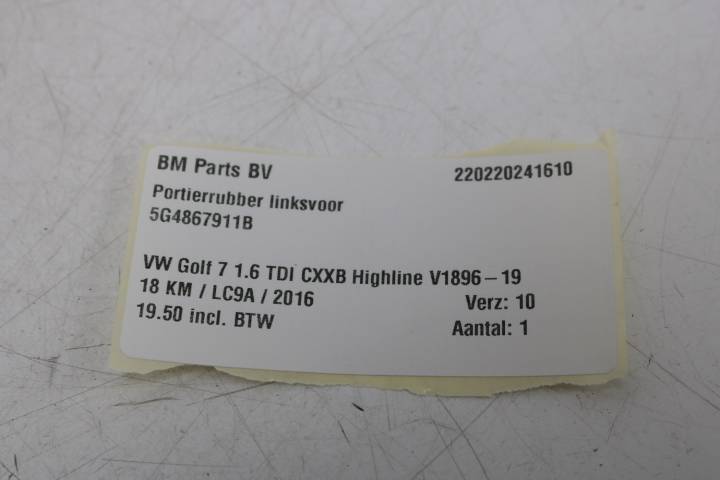 BM Parts BV 220220241610
Portierrubber linksvoor
5G4867911B
VW Golf 7 1.6 TDI CXXB Highline V1896-19
18 KM / LC9A / 2016 Verz: 10
19.50 incl. BTW Aantal: 1